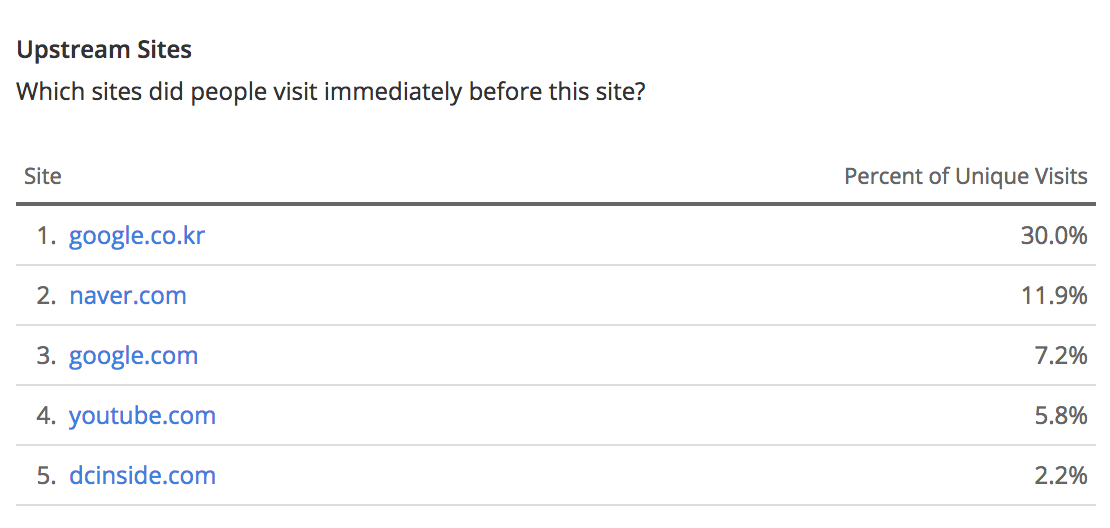 Upstream Sites
Which sites did people visit immediately before this site?
Site Percent of Unique Visits
1. google.co.kr 30.0%
2. naver.com 11.9%
3. google.com 7.2%
4. youtube.com 5.8%
5. dcinside.com 2.2%